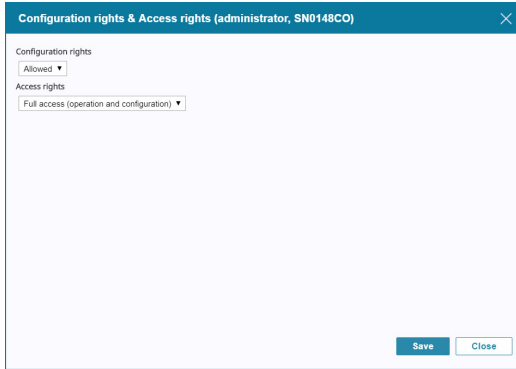 Configuration rights & Access rights (administrator, SN0148CO)
Configuration rights
Allowed
Access rights
Full access (operation and configuration)
Save Close